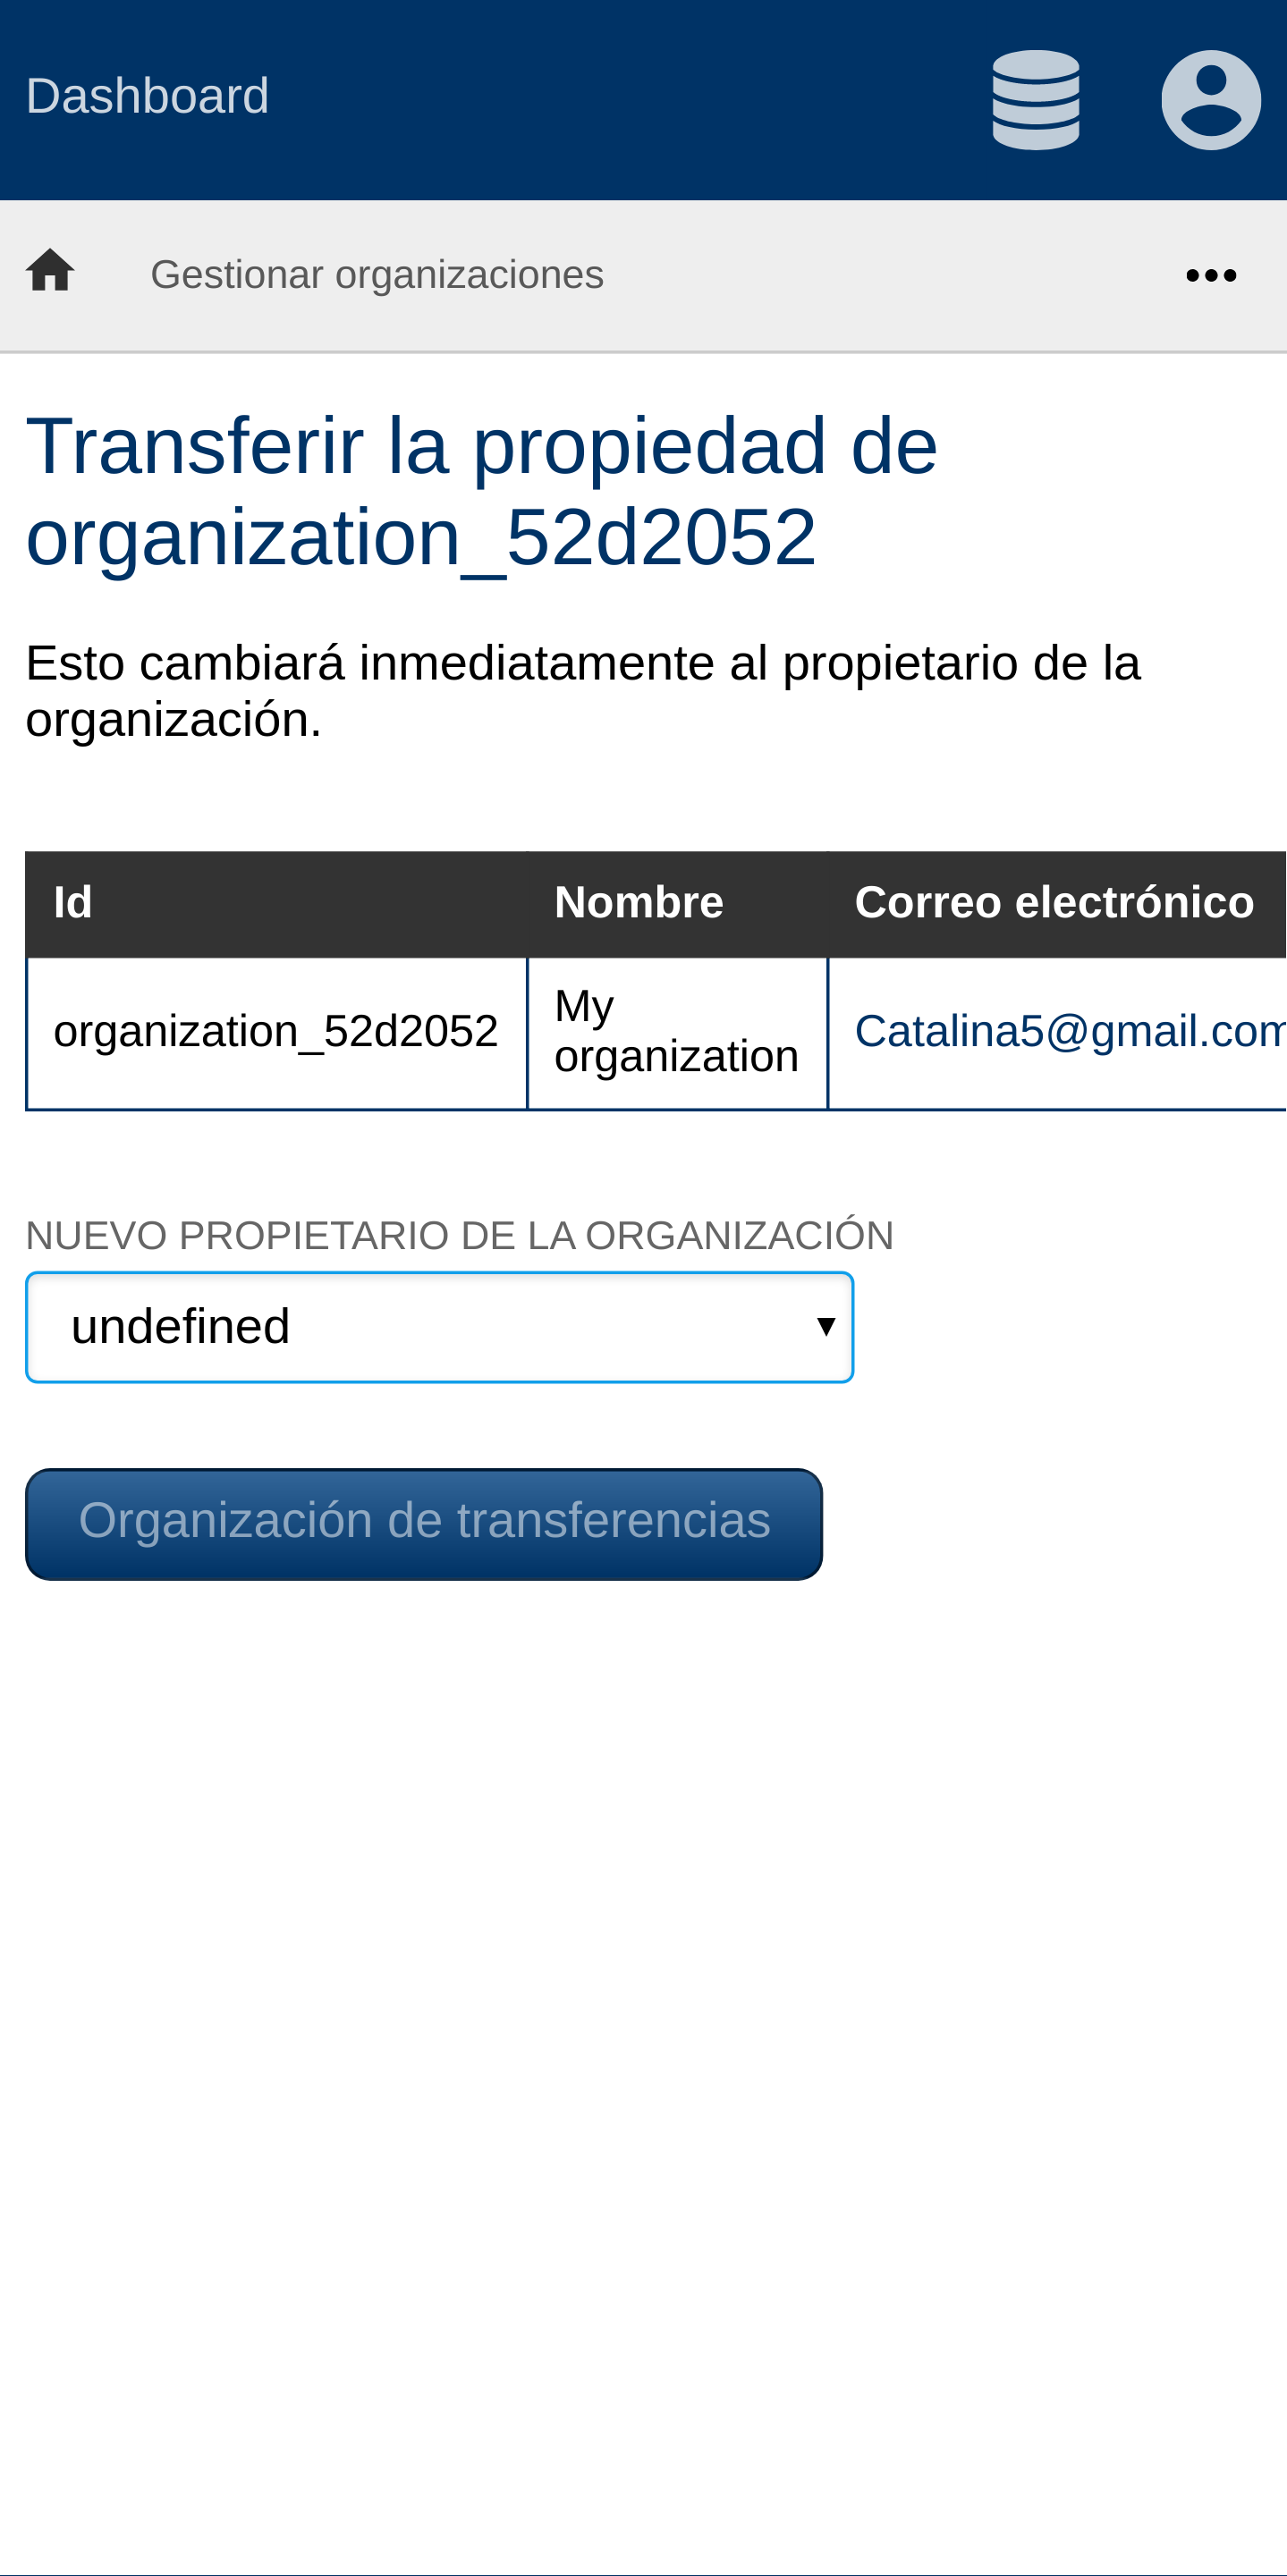 Dashboard
Gestionar organizaciones
Transferir la propiedad de
organization_52d2052
Esto cambiará inmediatamente al propietario de la
organización.
Id Nombre Correo electrónico
organization_52d2052 My organization Catalina5@gmail.com
NUEVO PROPIETARIO DE LA ORGANIZACIÓN
undefined
Organización de transferencias